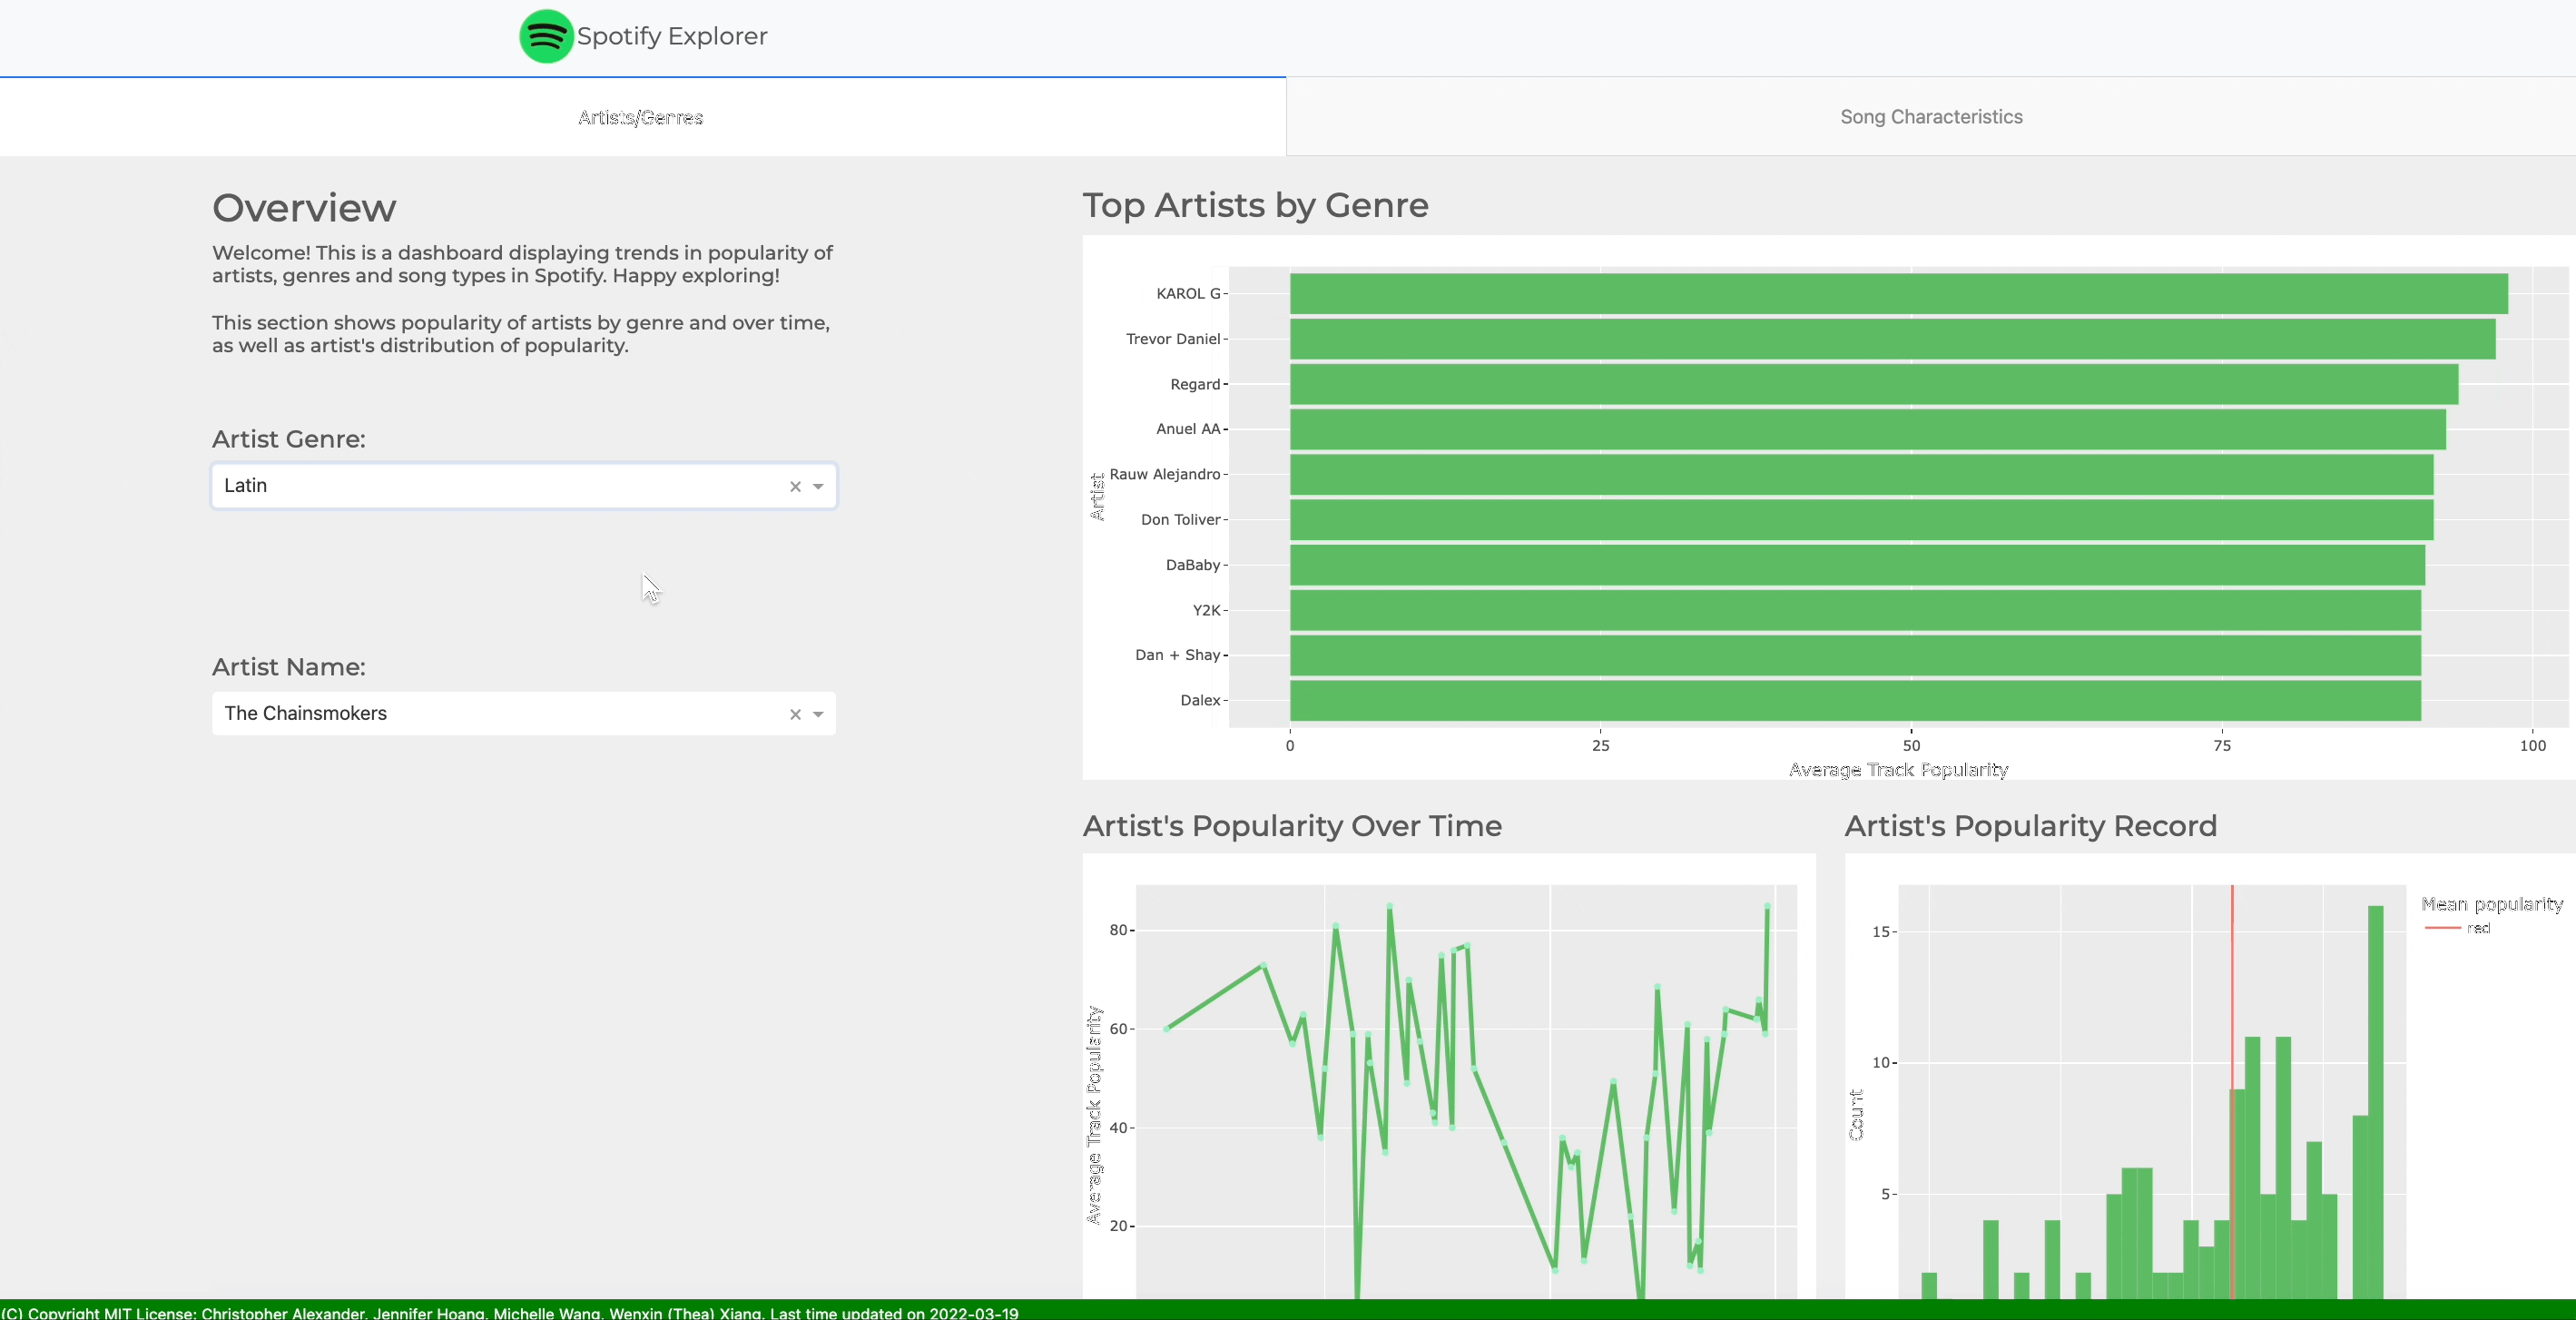 Spotify Explorer
Artists/Genres
Song Characteristics
Overview
Welcome! This is a dashboard displaying trends in popularity of
artists, genres and song types in Spotify. Happy exploring!
This section shows popularity of artists by genre and over time,
as well as artist's distribution of popularity.
Artist Genre:
Latin
Artist Name:
The Chainsmokers
Top Artists by Genre
Artist
KAROL G
Trevor Daniel
Regard
Anuel AA
Rauw Alejandro
Don Toliver
DaBaby
Y2K
Dan + Shay
Dalex
0 25 50 75 100
Average Track Popularity
Artist's Popularity Over Time
Average Track Popularity
80
60
40
20
Artist's Popularity Record
Count
15
10
5
Mean popularity
red
(C) Copyright MIT License: Christopher Alexander, Jennifer Hoang, Michelle Wang, Wenxin (Thea) Xiang. Last time updated on 2022-03-19